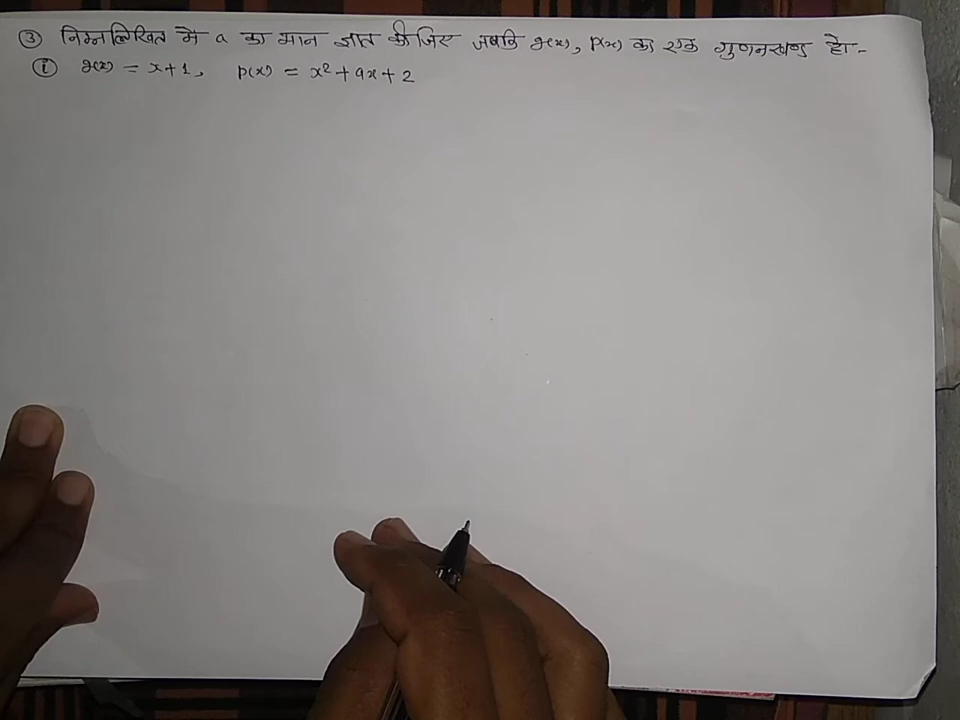 ③ निम्नलिखित में a का मान ज्ञात कीजिए जबकि g(x), p(x) का एक गुणनखण्ड हो-
ⓘ g(x) = x+1, p(x) = x²+ax+2